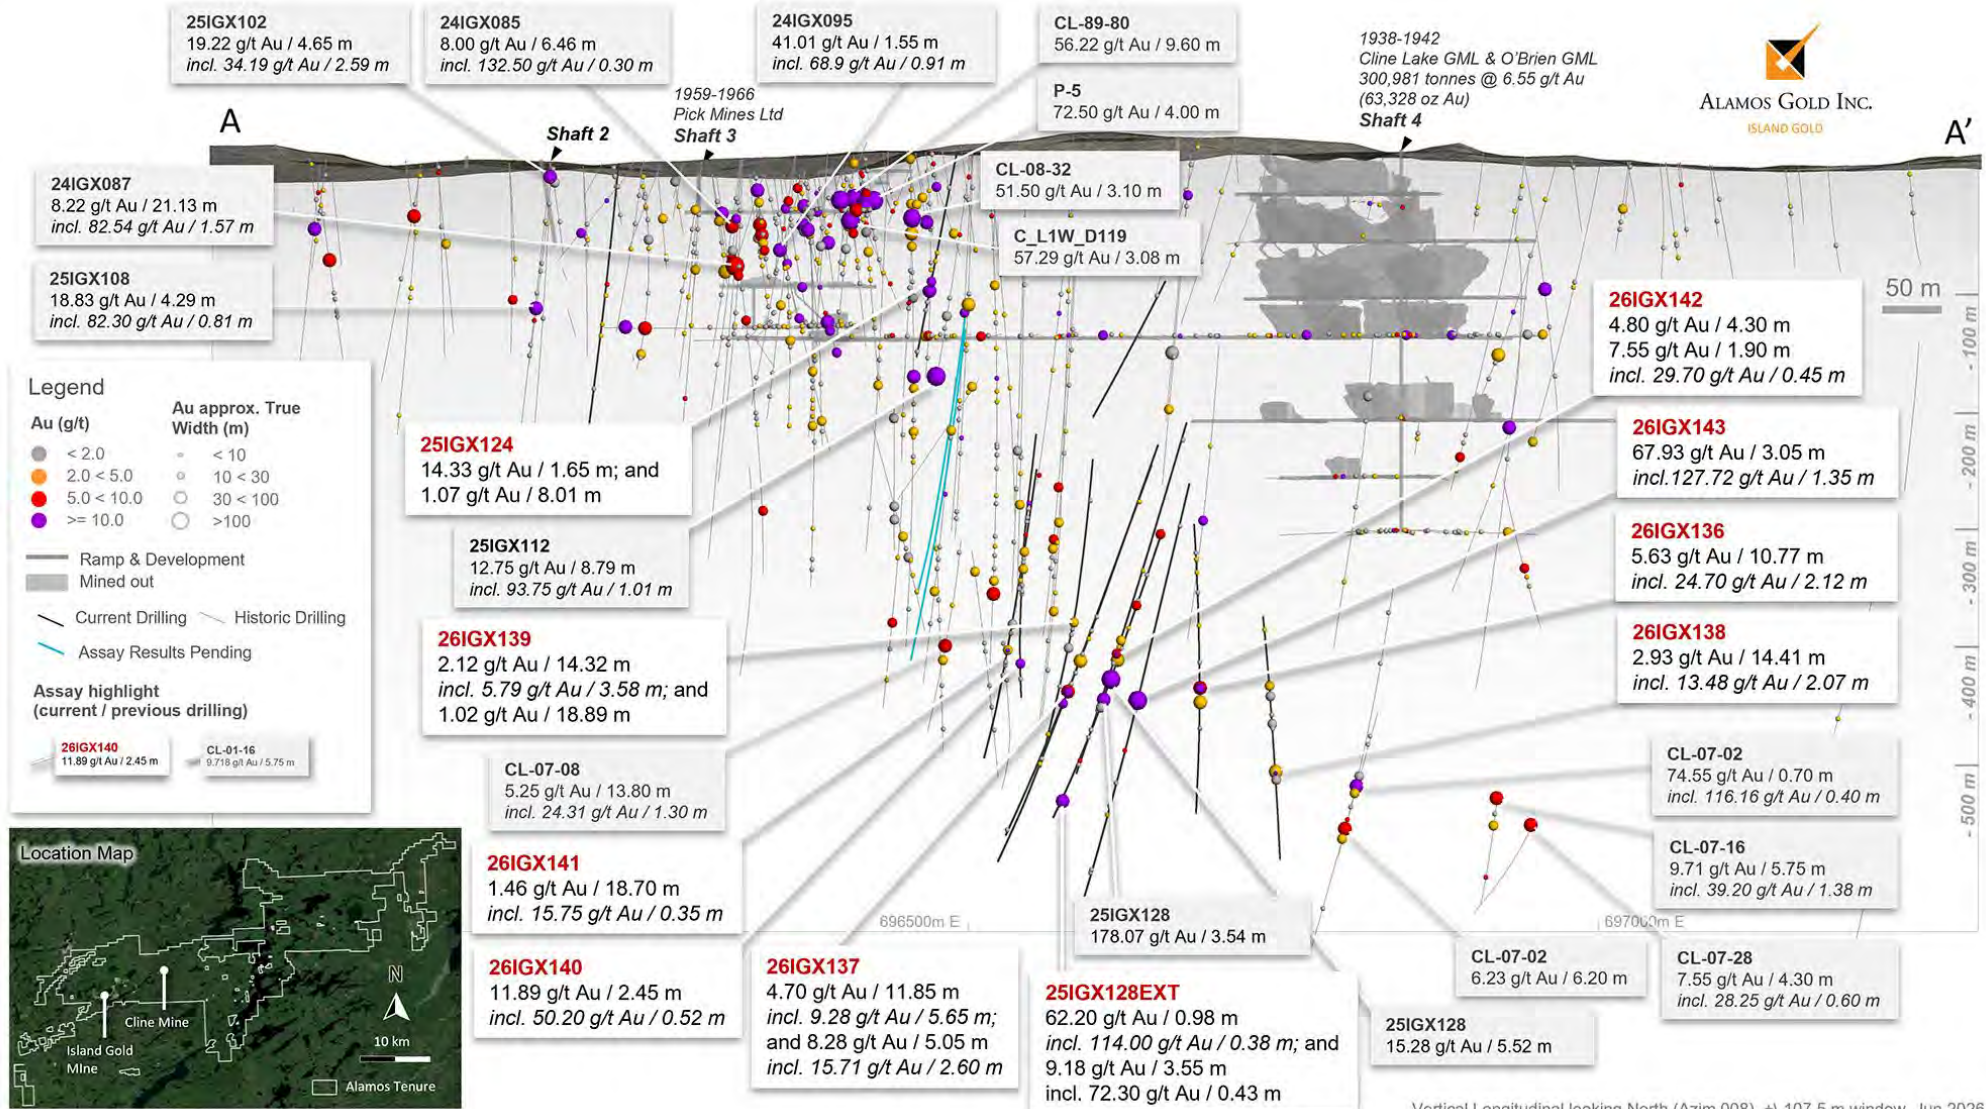 25IGX102
19.22 g/t Au / 4.65 m
incl. 34.19 g/t Au / 2.59 m
24IGX085
8.00 g/t Au / 6.46 m
incl. 132.50 g/t Au / 0.30 m
24IGX095
41.01 g/t Au / 1.55 m
incl. 68.9 g/t Au / 0.91 m
CL-89-80
56.22 g/t Au / 9.60 m
P-5
72.50 g/t Au / 4.00 m
1938-1942
Cline Lake GML & O'Brien GML
300,981 tonnes @ 6.55 g/t Au
(63,328 oz Au)
Shaft 4
ALAMOS GOLD INC.
ISLAND GOLD
A
Shaft 2
1959-1966
Pick Mines Ltd
Shaft 3
A'
24IGX087
8.22 g/t Au / 21.13 m
incl. 82.54 g/t Au / 1.57 m
CL-08-32
51.50 g/t Au / 3.10 m
C_L1W_D119
57.29 g/t Au / 3.08 m
25IGX108
18.83 g/t Au / 4.29 m
incl. 82.30 g/t Au / 0.81 m
50 m
- 100 m
- 200 m
- 300 m
- 400 m
- 500 m
26IGX142
4.80 g/t Au / 4.30 m
7.55 g/t Au / 1.90 m
incl. 29.70 g/t Au / 0.45 m
Legend
Au (g/t)
Au approx. True
Width (m)
< 2.0
< 10
2.0 < 5.0
10 < 30
5.0 < 10.0
30 < 100
>= 10.0
>100
Ramp & Development
Mined out
Current Drilling
Historic Drilling
Assay Results Pending
Assay highlight
(current / previous drilling)
26IGX140
11.89 g/t Au / 2.45 m
CL-01-16
9.718 g/t Au / 5.75 m
25IGX124
14.33 g/t Au / 1.65 m; and
1.07 g/t Au / 8.01 m
26IGX143
67.93 g/t Au / 3.05 m
incl.127.72 g/t Au / 1.35 m
25IGX112
12.75 g/t Au / 8.79 m
incl. 93.75 g/t Au / 1.01 m
26IGX136
5.63 g/t Au / 10.77 m
incl. 24.70 g/t Au / 2.12 m
26IGX139
2.12 g/t Au / 14.32 m
incl. 5.79 g/t Au / 3.58 m; and
1.02 g/t Au / 18.89 m
26IGX138
2.93 g/t Au / 14.41 m
incl. 13.48 g/t Au / 2.07 m
CL-07-08
5.25 g/t Au / 13.80 m
incl. 24.31 g/t Au / 1.30 m
CL-07-02
74.55 g/t Au / 0.70 m
incl. 116.16 g/t Au / 0.40 m
CL-07-16
9.71 g/t Au / 5.75 m
incl. 39.20 g/t Au / 1.38 m
26IGX141
1.46 g/t Au / 18.70 m
incl. 15.75 g/t Au / 0.35 m
696500m E
697000m E
25IGX128
178.07 g/t Au / 3.54 m
26IGX140
11.89 g/t Au / 2.45 m
incl. 50.20 g/t Au / 0.52 m
26IGX137
4.70 g/t Au / 11.85 m
incl. 9.28 g/t Au / 5.65 m;
and 8.28 g/t Au / 5.05 m
incl. 15.71 g/t Au / 2.60 m
25IGX128EXT
62.20 g/t Au / 0.98 m
incl. 114.00 g/t Au / 0.38 m; and
9.18 g/t Au / 3.55 m
incl. 72.30 g/t Au / 0.43 m
CL-07-02
6.23 g/t Au / 6.20 m
CL-07-28
7.55 g/t Au / 4.30 m
incl. 28.25 g/t Au / 0.60 m
25IGX128
15.28 g/t Au / 5.52 m
Location Map
N
Cline Mine
Island Gold
MIne
10 km
Alamos Tenure
Vertical Longitudinal looking North (Azim 008), +/- 107.5 m window, Jun 2026